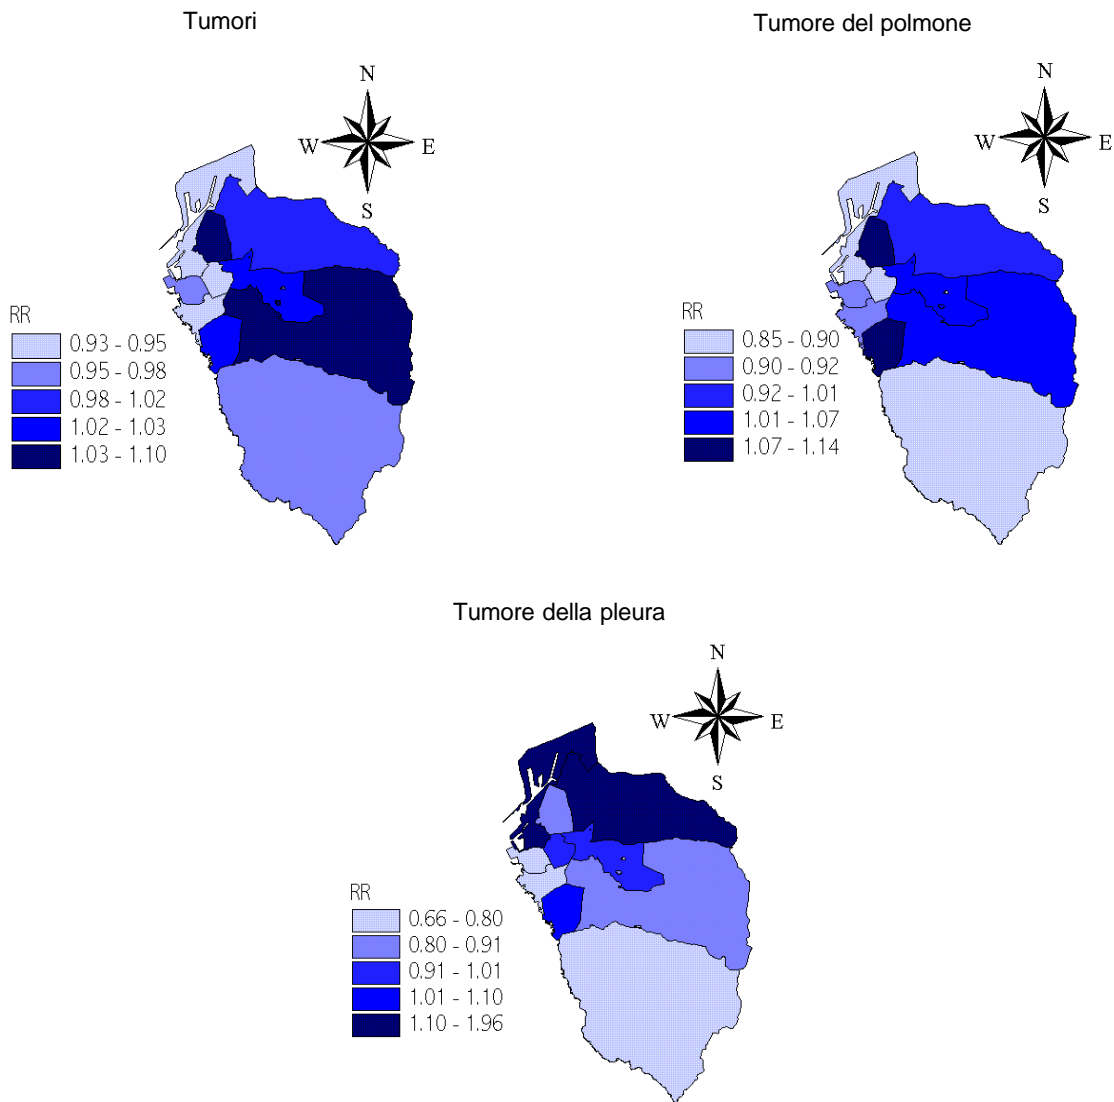 Tumori
N
W E
S
RR
0.93 - 0.95
0.95 - 0.98
0.98 - 1.02
1.02 - 1.03
1.03 - 1.10
Tumore del polmone
N
W E
S
RR
0.85 - 0.90
0.90 - 0.92
0.92 - 1.01
1.01 - 1.07
1.07 - 1.14
Tumore della pleura
N
W E
S
RR
0.66 - 0.80
0.80 - 0.91
0.91 - 1.01
1.01 - 1.10
1.10 - 1.96